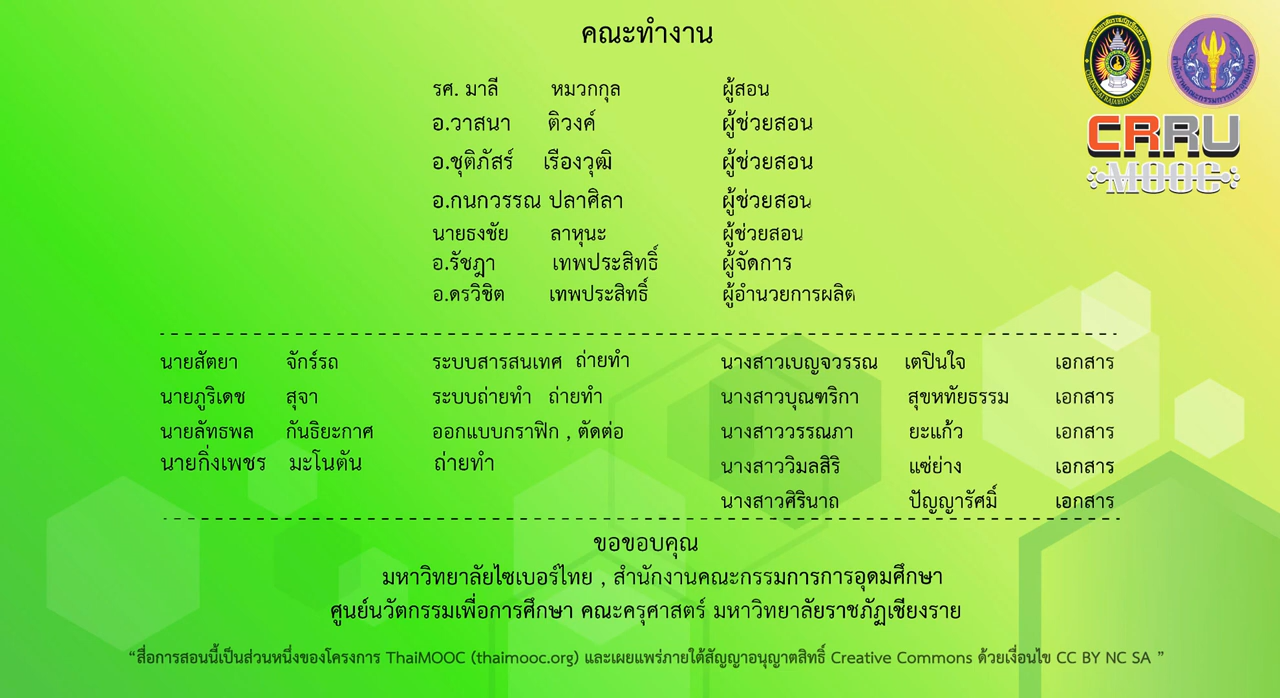 คณะทำงาน
รศ. มาลี หมวกกุล ผู้สอน
อ.วาสนา ติวงค์ ผู้ช่วยสอน
อ.ชุติภัสร์ เรืองวุฒิ ผู้ช่วยสอน
อ.กนกวรรณ ปลาศิลา ผู้ช่วยสอน
นายธงชัย ลาหุนะ ผู้ช่วยสอน
อ.รัชฎา เทพประสิทธิ์ ผู้จัดการ
อ.ดรวิชิต เทพประสิทธิ์ ผู้อำนวยการผลิต
CRRU
MOOC
นายสัตยา จักร์รถ ระบบสารสนเทศ ถ่ายทำ นางสาวเบญจวรรณ เตปินใจ เอกสาร
นายภูริเดช สุจา ระบบถ่ายทำ ถ่ายทำ นางสาวบุณฑริกา สุขหทัยธรรม เอกสาร
นายลัทธพล กันธิยะกาศ ออกแบบกราฟิก , ตัดต่อ นางสาววรรณภา ยะแก้ว เอกสาร
นายกิ่งเพชร มะโนตัน ถ่ายทำ นางสาววิมลสิริ แซ่ย่าง เอกสาร
นางสาวศิรินาถ ปัญญารัศมิ์ เอกสาร
ขอขอบคุณ
มหาวิทยาลัยไซเบอร์ไทย , สำนักงานคณะกรรมการการอุดมศึกษา
ศูนย์นวัตกรรมเพื่อการศึกษา คณะครุศาสตร์ มหาวิทยาลัยราชภัฏเชียงราย
“สื่อการสอนนี้เป็นส่วนหนึ่งของโครงการ ThaiMOOC (thaimooc.org) และเผยแพร่ภายใต้สัญญาอนุญาตสิทธิ์ Creative Commons ด้วยเงื่อนไข CC BY NC SA ”